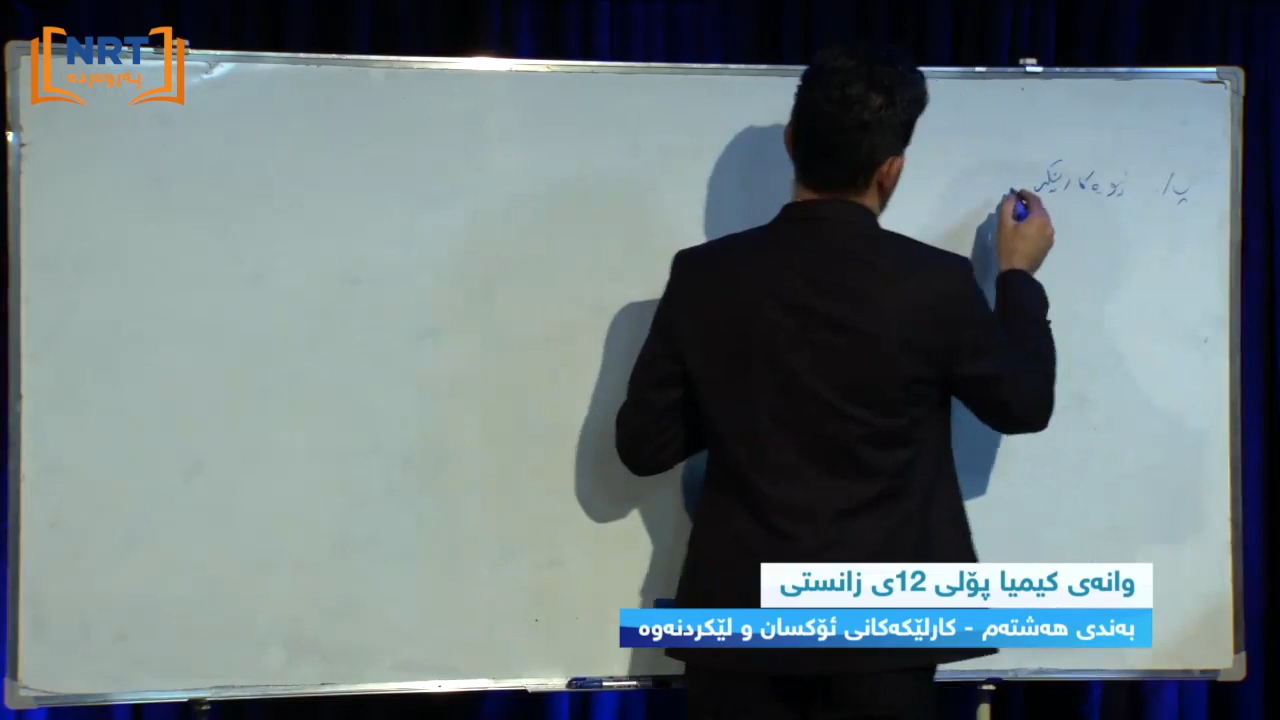 NRT
پەروەردە
پ/
وانەی کیمیا پۆلی 12ی زانستی
بەندی هەشتەم - کارلێکەکانی ئۆکسان و لێکردنەوە